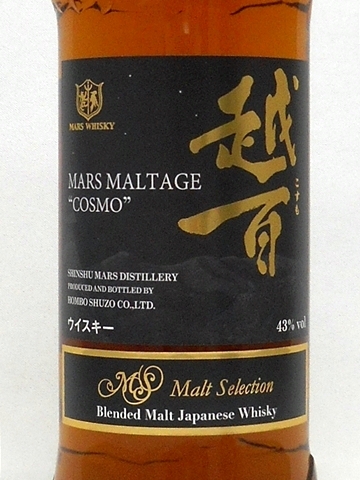 MARS WHISKY
越百
こすも
MARS MALTAGE
“COSMO”
SHINSHU MARS DISTILLERY
PRODUCED AND BOTTLED BY
HOMBO SHUZO CO.,LTD.
ウイスキー
43% vol
MS Malt Selection
Blended Malt Japanese Whisky